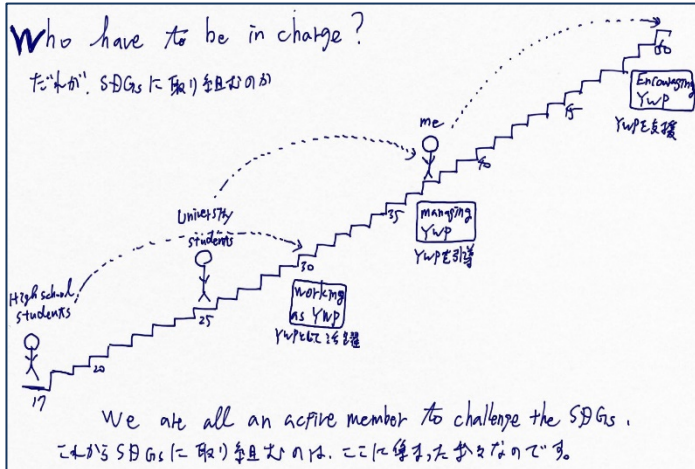 Who have to be in charge?
だれが、SDGsに取り組むのか
60
Encouraging
YWP
YWPを支援
45
me
40
managing
YWP
YWPを引導
35
University
students
30
working
as YWP
YWPとして活躍
25
High school
students
20
17
We are all an active member to challenge the SDGs.
これからSDGsに取り組むのは、ここに集まった方々なのです。